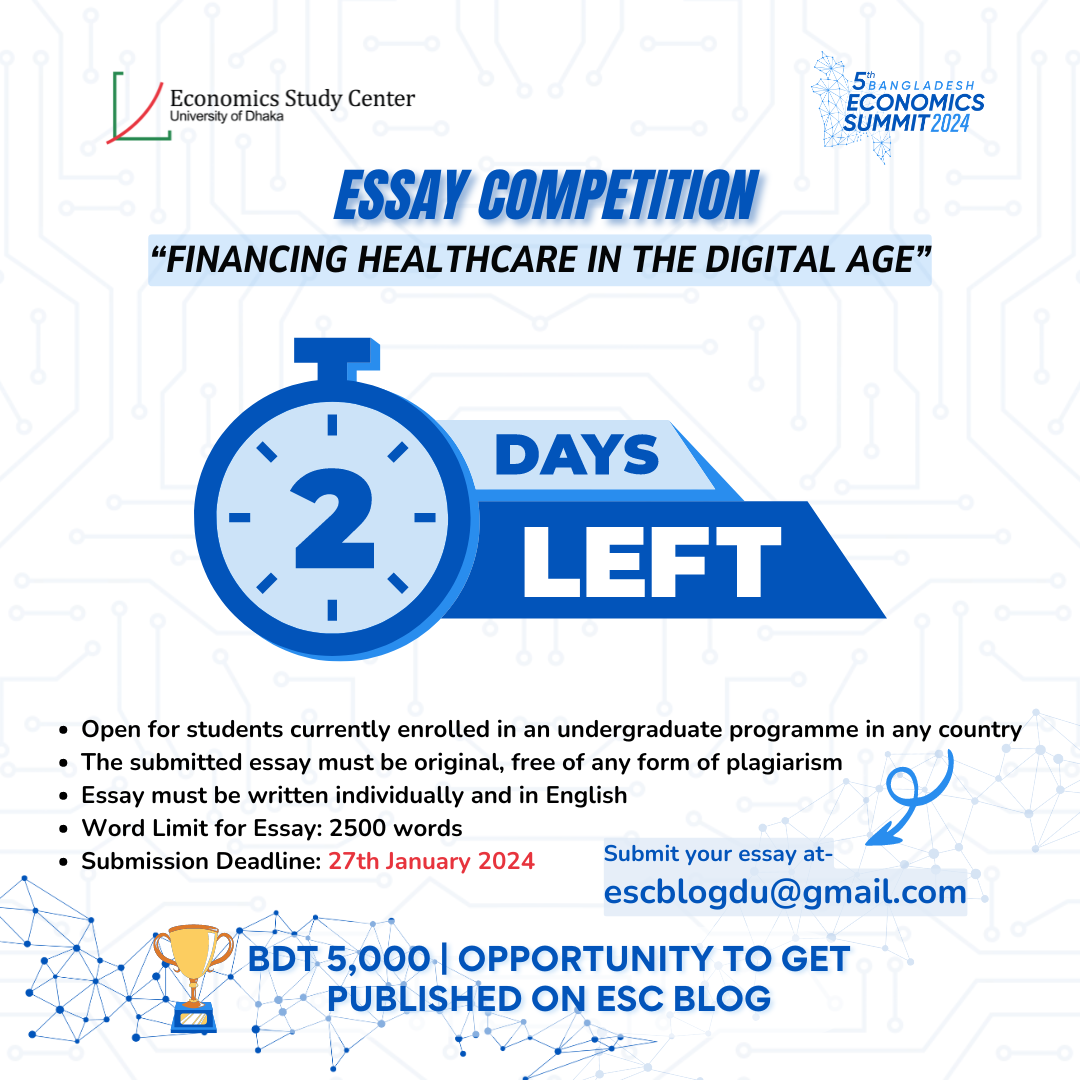 Economics Study Center
University of Dhaka
5th BANGLADESH
ECONOMICS
SUMMIT 2024
ESSAY COMPETITION
“FINANCING HEALTHCARE IN THE DIGITAL AGE”
2
DAYS
LEFT
• Open for students currently enrolled in an undergraduate programme in any country
• The submitted essay must be original, free of any form of plagiarism
• Essay must be written individually and in English
• Word Limit for Essay: 2500 words
• Submission Deadline: 27th January 2024
Submit your essay at-
escblogdu@gmail.com
BDT 5,000 | OPPORTUNITY TO GET
PUBLISHED ON ESC BLOG